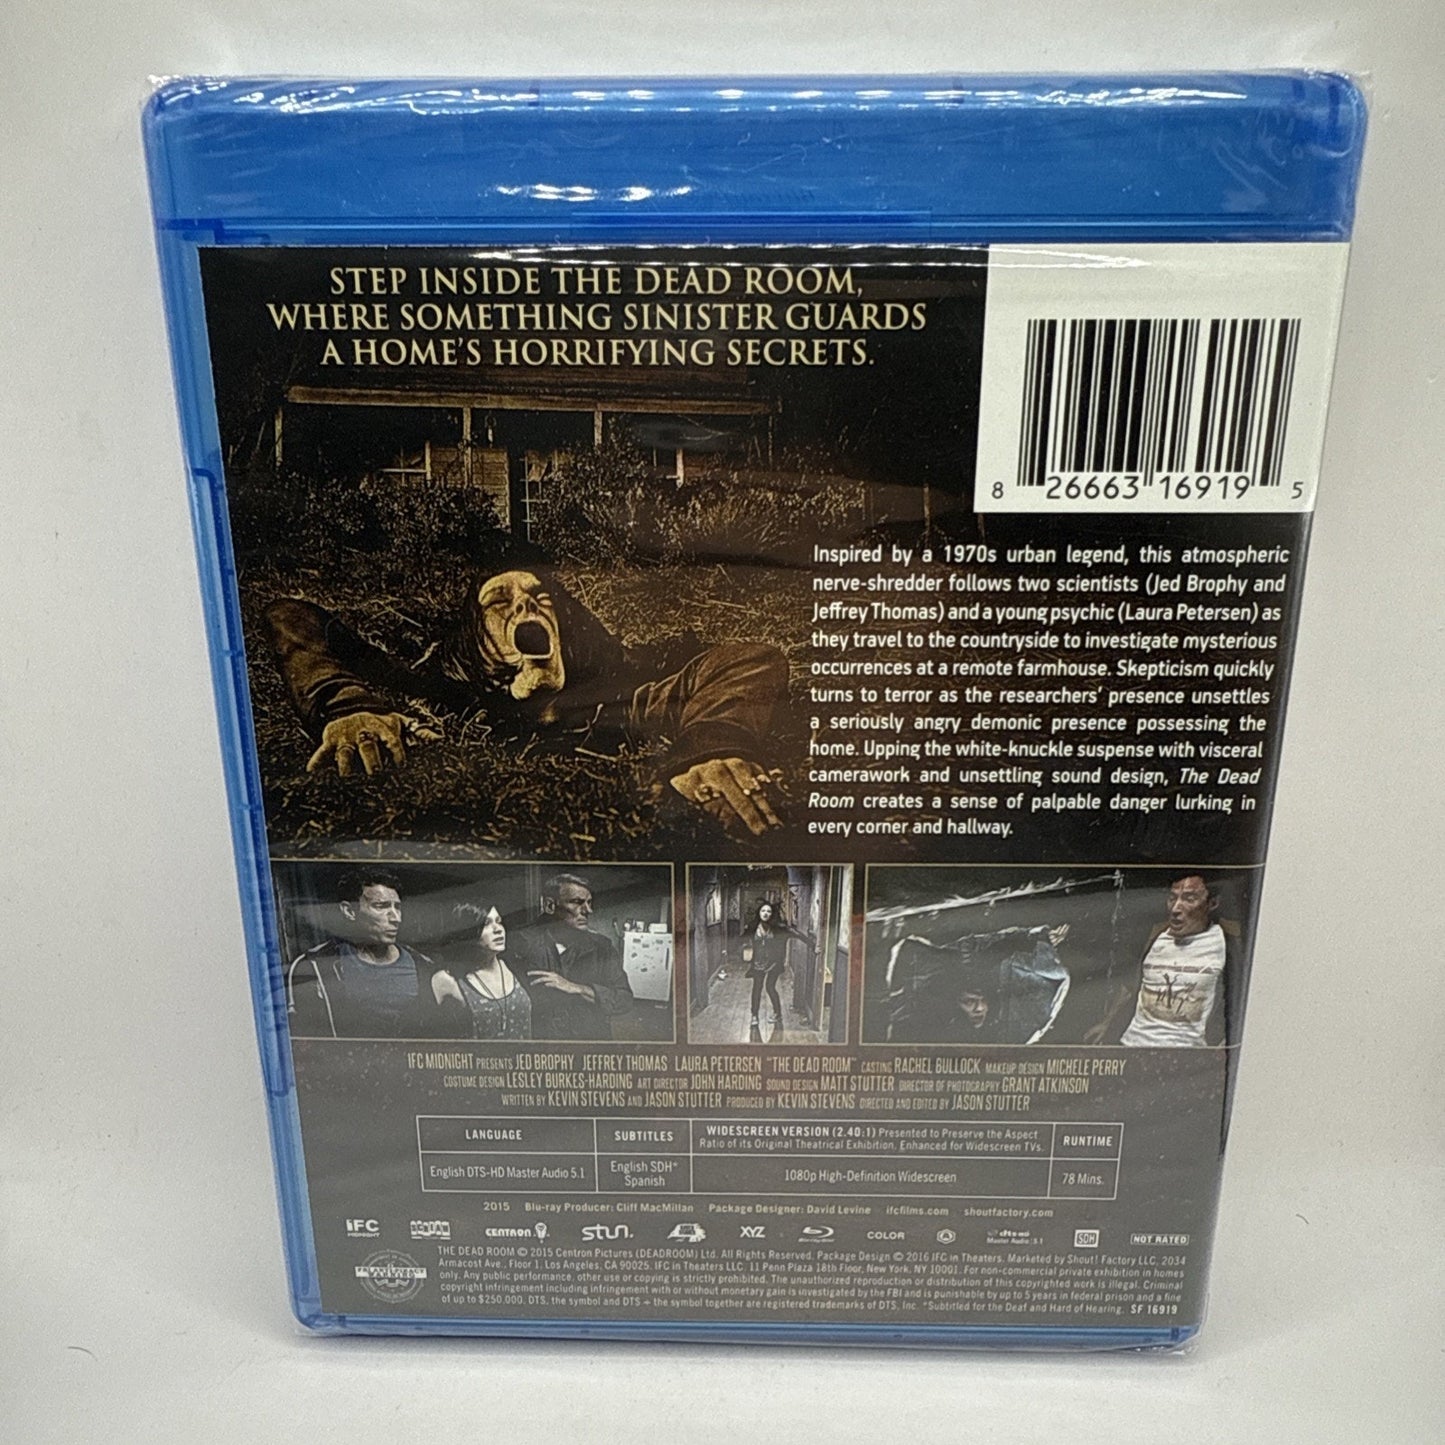 STEP INSIDE THE DEAD ROOM,
WHERE SOMETHING SINISTER GUARDS
A HOME'S HORRIFYING SECRETS.
8 26663 16919 5
Inspired by a 1970s urban legend, this atmospheric
nerve-shredder follows two scientists (Jed Brophy and
Jeffrey Thomas) and a young psychic (Laura Petersen) as
they travel to the countryside to investigate mysterious
occurrences at a remote farmhouse. Skepticism quickly
turns to terror as the researchers' presence unsettles
a seriously angry demonic presence possessing the
home. Upping the white-knuckle suspense with visceral
camerawork and unsettling sound design, The Dead
Room creates a sense of palpable danger lurking in
every corner and hallway.
IFC MIDNIGHT PRESENTS JED BROPHY JEFFREY THOMAS LAURA PETERSEN "THE DEAD ROOM" CASTING RACHEL BULLOCK MAKEUP DESIGN MICHELE PERRY
COSTUME DESIGN LESLEY BURKES-HARDING ART DIRECTOR JOHN HARDING SOUND DESIGN MATT STUTTER DIRECTOR OF PHOTOGRAPHY GRANT ATKINSON
WRITTEN BY KEVIN STEVENS AND JASON STUTTER PRODUCED BY KEVIN STEVENS DIRECTED AND EDITED BY JASON STUTTER
LANGUAGE
English DTS-HD Master Audio 5.1
SUBTITLES
English SDH*
Spanish
WIDESCREEN VERSION (2.40:1) Presented to Preserve the Aspect
Ratio of its Original Theatrical Exhibition. Enhanced for Widescreen TVs.
1080p High-Definition Widescreen
RUNTIME
78 Mins.
2015 Blu-ray Producer: Cliff MacMillan Package Designer: David Levine ifcfilms.com shoutfactory.com
IFC MIDNIGHT CENTRON stun. XYZ Blu-ray Disc COLOR A dts-HD Master Audio 5.1 SDH NOT RATED
THE DEAD ROOM © 2015 Centron Pictures (DEADROOM) Ltd. All Rights Reserved. Package Design © 2016 IFC in Theaters. Marketed by Shout! Factory LLC, 2034
Armacost Ave., Floor 1, Los Angeles, CA 90025. IFC in Theaters LLC. 11 Penn Plaza 18th Floor, New York, NY 10001. For non-commercial private exhibition in homes
only. Any public performance, other use or copying is strictly prohibited. The unauthorized reproduction or distribution of this copyrighted work is illegal. Criminal
copyright infringement including infringement with or without monetary gain is investigated by the FBI and is punishable by up to 5 years in federal prison and a fine
of up to $250,000. DTS, the symbol and DTS + the symbol together are registered trademarks of DTS, Inc. *Subtitled for the Deaf and Hard of Hearing. SF 16919